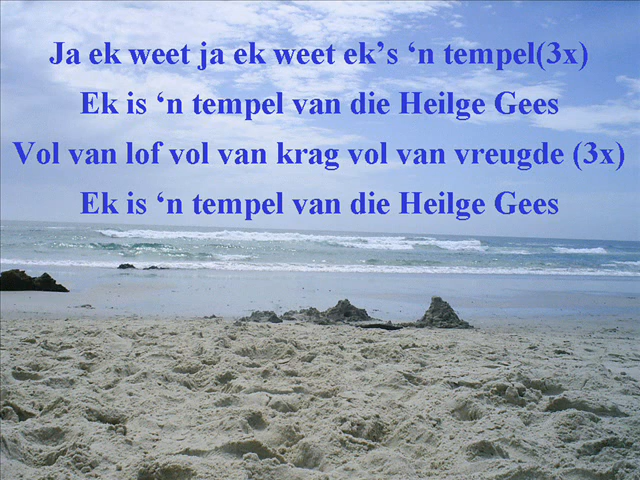 Ja ek weet ja ek weet ek’s ‘n tempel(3x)
Ek is ‘n tempel van die Heilge Gees
Vol van lof vol van krag vol van vreugde (3x)
Ek is ‘n tempel van die Heilge Gees